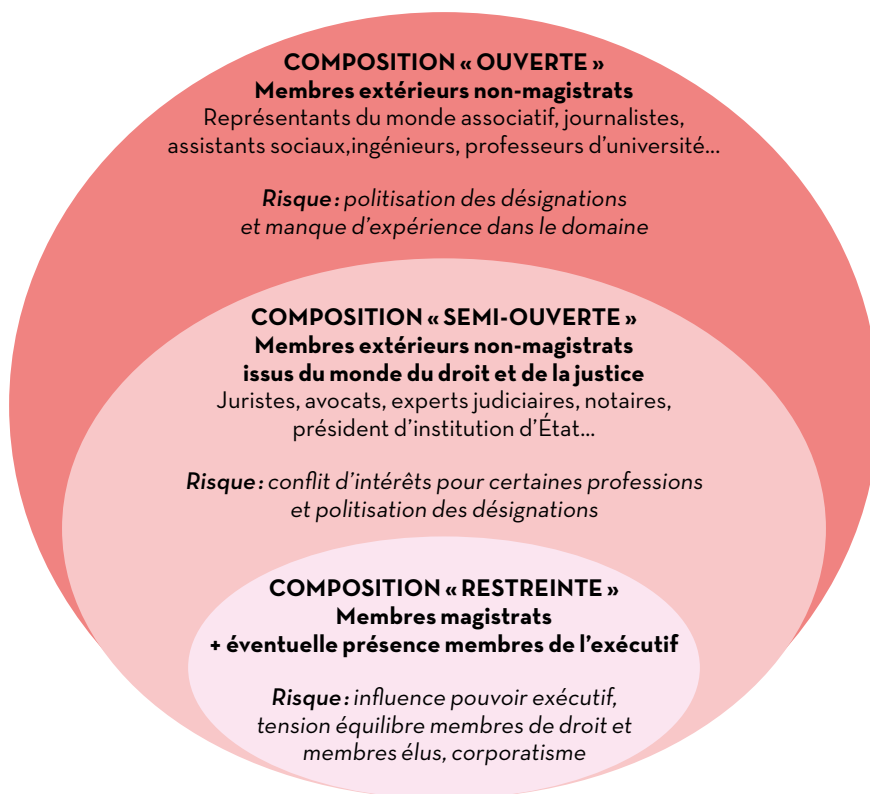 COMPOSITION « OUVERTE »
Membres extérieurs non-magistrats
Représentants du monde associatif, journalistes,
assistants sociaux,ingénieurs, professeurs d’université...
Risque : politisation des désignations
et manque d’expérience dans le domaine
COMPOSITION « SEMI-OUVERTE »
Membres extérieurs non-magistrats
issus du monde du droit et de la justice
Juristes, avocats, experts judiciaires, notaires,
président d’institution d’État...
Risque : conflit d’intérêts pour certaines professions
et politisation des désignations
COMPOSITION « RESTREINTE »
Membres magistrats
+ éventuelle présence membres de l’exécutif
Risque : influence pouvoir exécutif,
tension équilibre membres de droit et
membres élus, corporatisme